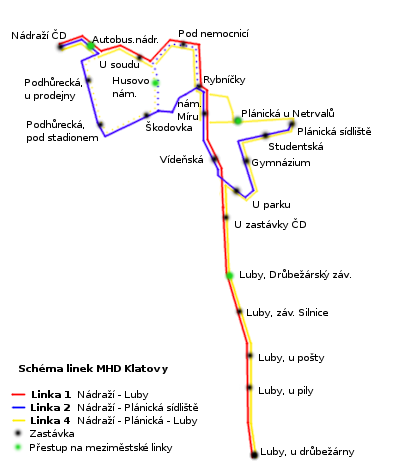 Nádraží ČD
Autobus.nádr.
Pod nemocnicí
U soudu
Podhůrecká,
u prodejny
Husovo
nám.
Rybníčky
nám.
Míru
Plánická u Netrvalů
Podhůrecká,
pod stadionem
Škodovka
Plánická sídliště
Studentská
Vídeňská
Gymnázium
U parku
U zastávky ČD
Luby, Drůbežárský záv.
Luby, záv. Silnice
Luby, u pošty
Luby, u pily
Luby, u drůbežárny
Schéma linek MHD Klatovy
Linka 1 Nádraží - Luby
Linka 2 Nádraží - Plánická sídliště
Linka 4 Nádraží - Plánická - Luby
Zastávka
Přestup na meziměstské linky